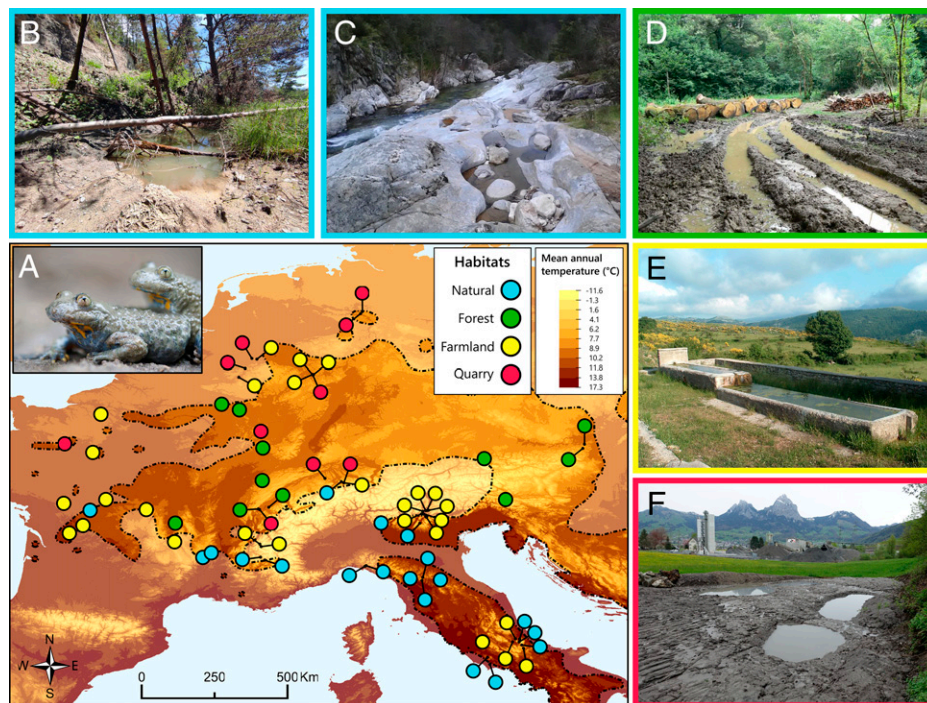 B
C
D
A
Habitats
Natural
Forest
Farmland
Quarry
Mean annual
temperature (°C)
-11.6
-1.3
1.6
4.1
6.2
7.7
8.9
10.2
11.8
13.8
17.3
E
F
N
W E
S
0 250 500 Km